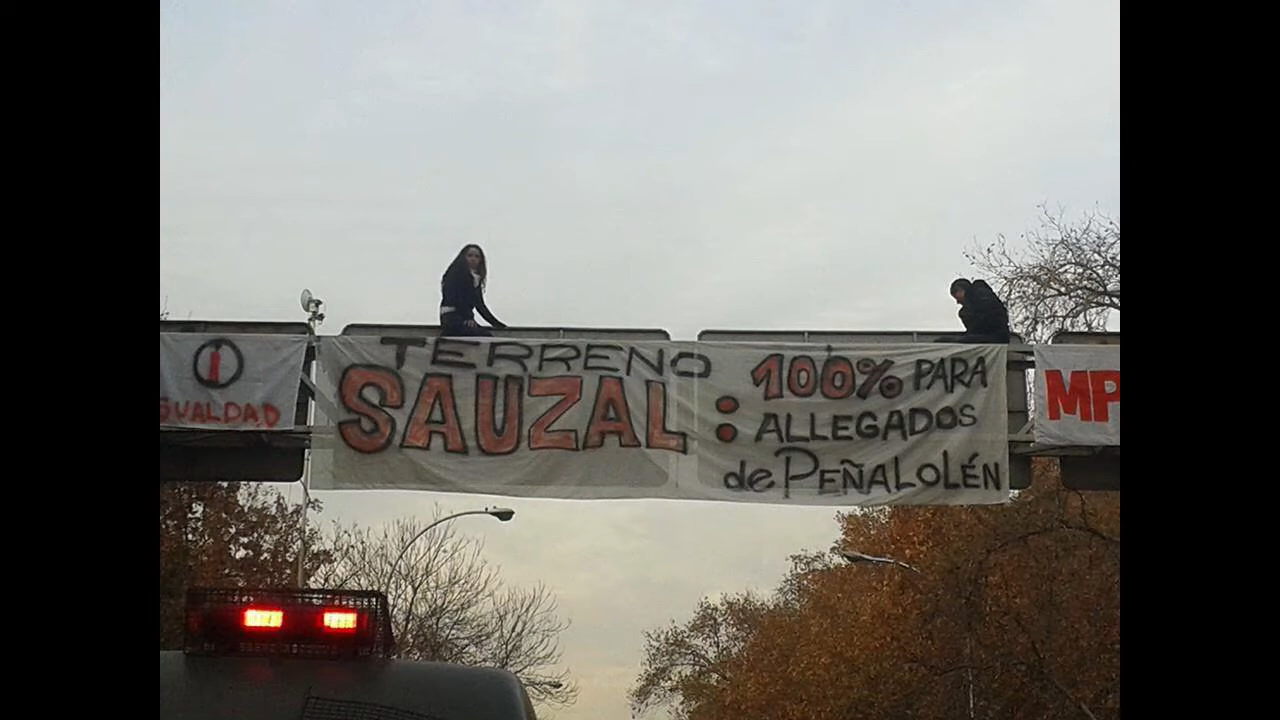 TERRENO
SAUZAL :
100% PARA
ALLEGADOS
de PEÑALOLÉN
GUALDAD
MP